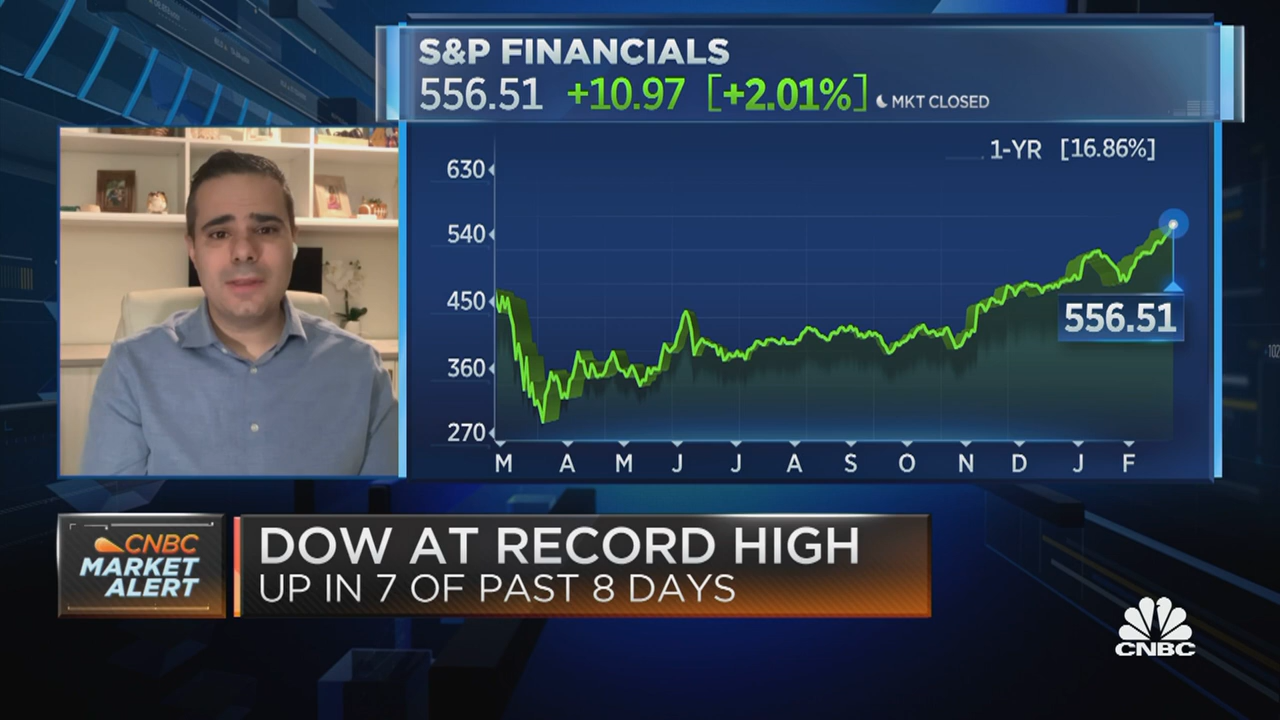 S&P FINANCIALS
556.51 +10.97 [+2.01%] MKT CLOSED
1-YR [16.86%]
630
540
450
360
270
556.51
M A M J J A S O N D J F
CNBC
MARKET
ALERT
DOW AT RECORD HIGH
UP IN 7 OF PAST 8 DAYS
CNBC